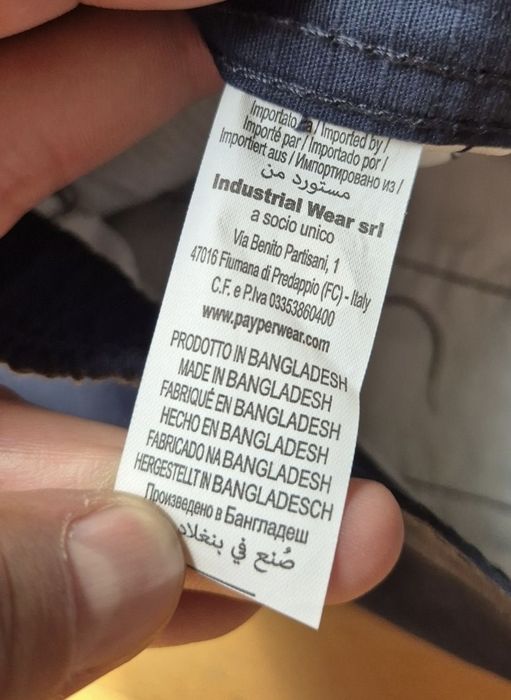 Importato da / Imported by /
Importé par / Importado por /
Importiert aus / Импортировано из /
مستورد من
Industrial Wear srl
a socio unico
Via Benito Partisani, 1
47016 Fiumana di Predappio (FC) - Italy
C.F. e P.Iva 03353860400
www.payperwear.com
PRODOTTO IN BANGLADESH
MADE IN BANGLADESH
FABRIQUÉ EN BANGLADESH
HECHO EN BANGLADESH
FABRICADO NA BANGLADESH
HERGESTELLT IN BANGLADESCH
Произведено в Бангладеш
صُنع في بنغلاد